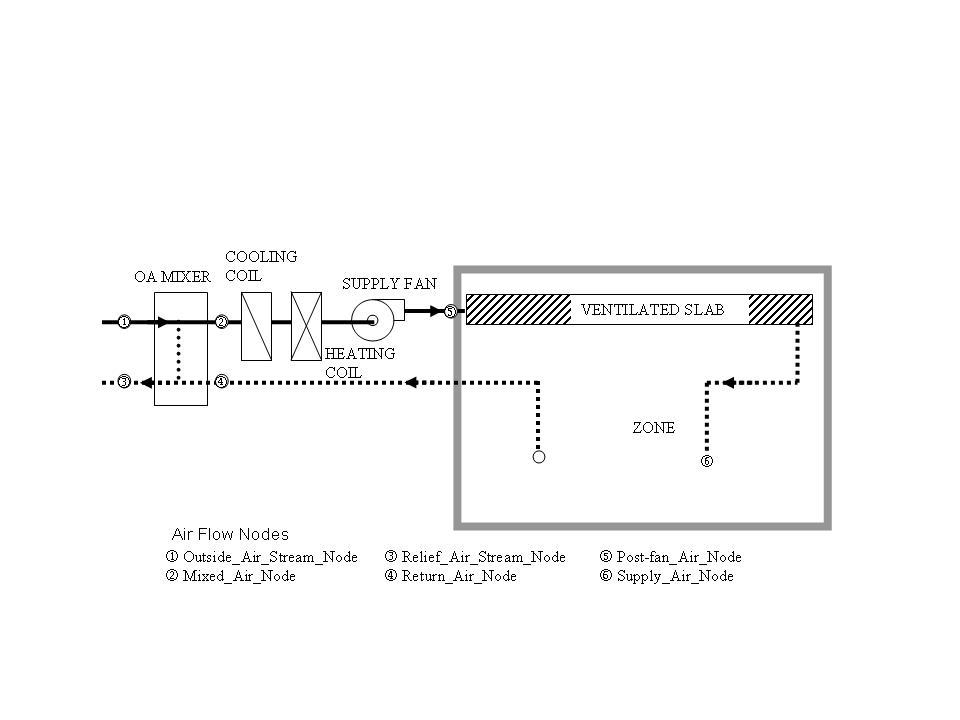 COOLING
COIL
OA MIXER
SUPPLY FAN
① ② ⑤
VENTILATED SLAB
HEATING
COIL
③ ④
ZONE
⑥
Air Flow Nodes
① Outside_Air_Stream_Node ③ Relief_Air_Stream_Node ⑤ Post-fan_Air_Node
② Mixed_Air_Node ④ Return_Air_Node ⑥ Supply_Air_Node